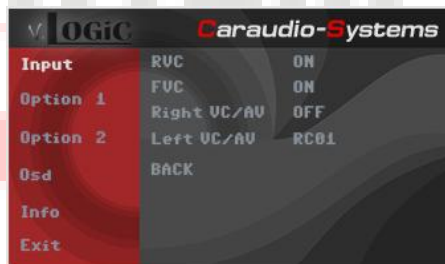 V.LOGiC Caraudio-Systems
Input
Option 1
Option 2
Osd
Info
Exit
RVC ON
FVC ON
Right VC/AV OFF
Left VC/AV RC01
BACK